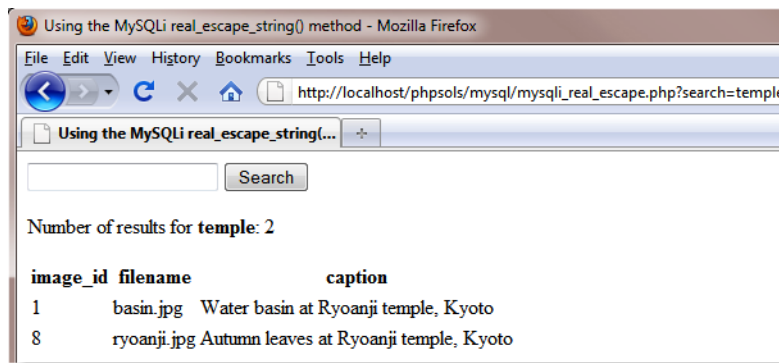 Using the MySQLi real_escape_string() method - Mozilla Firefox
File Edit View History Bookmarks Tools Help
http://localhost/phpsols/mysql/mysqli_real_escape.php?search=temple
Using the MySQLi real_escape_string(...
Search
Number of results for temple: 2
image_id filename caption
1 basin.jpg Water basin at Ryoanji temple, Kyoto
8 ryoanji.jpg Autumn leaves at Ryoanji temple, Kyoto